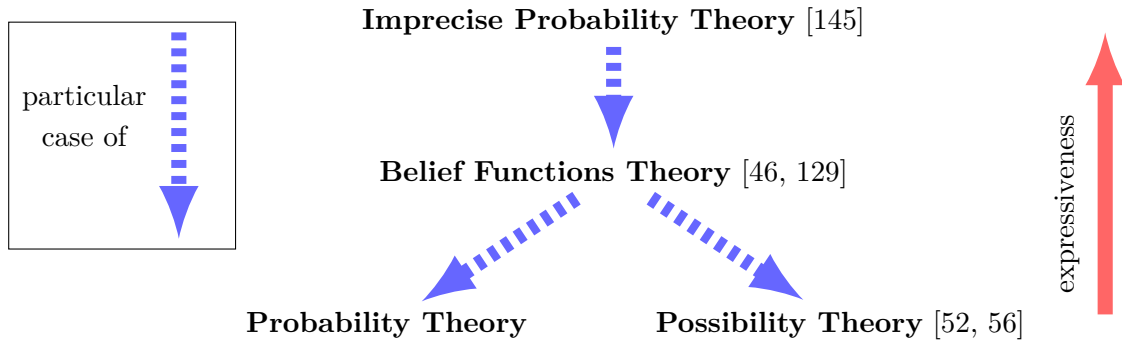 Imprecise Probability Theory [145]
particular
case of
expressiveness
Belief Functions Theory [46, 129]
Probability Theory
Possibility Theory [52, 56]